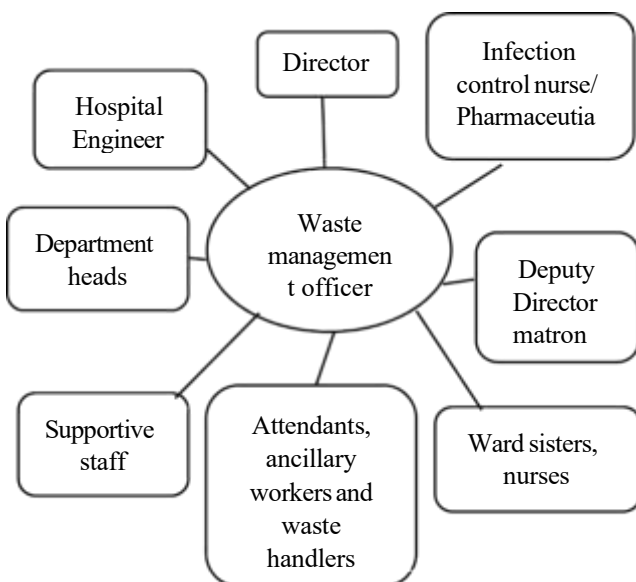 Director
Infection
control nurse/
Pharmaceutia
Hospital
Engineer
Waste
managemen
t officer
Department
heads
Deputy
Director
matron
Supportive
staff
Attendants,
ancillary
workers and
waste
handlers
Ward sisters,
nurses